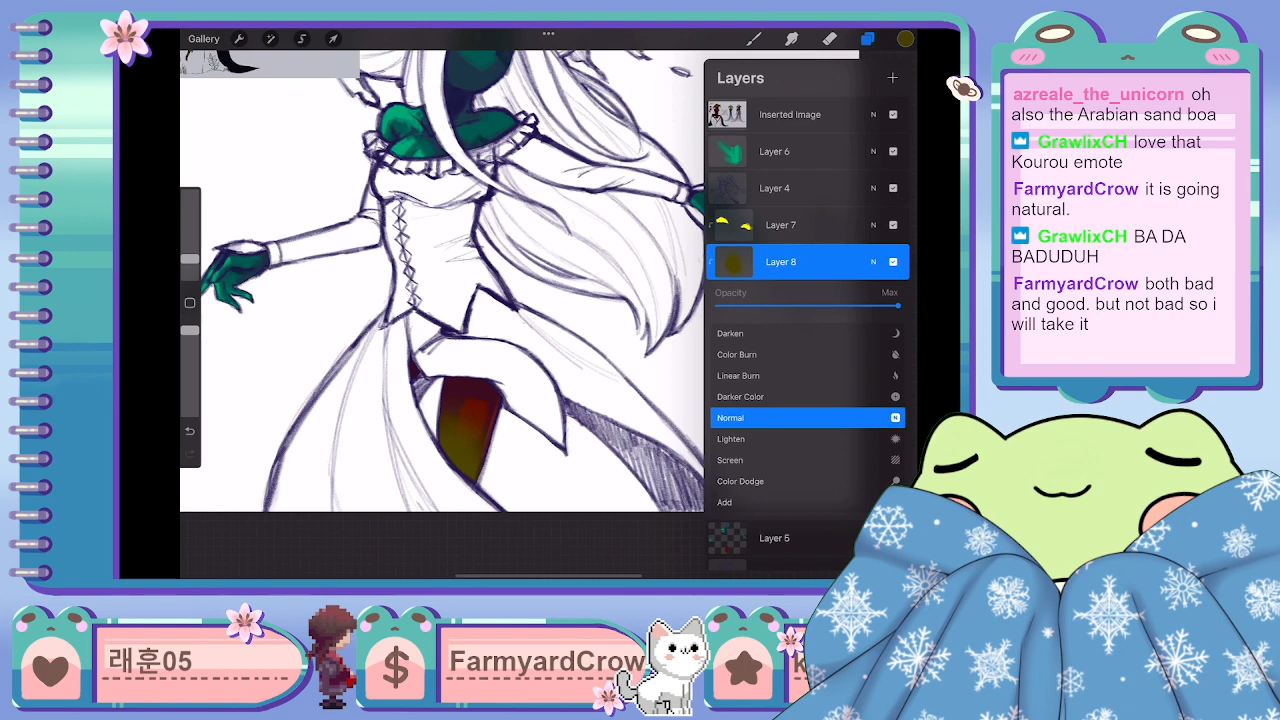 Gallery
Layers
Inserted Image N
Layer 6 N
Layer 4 N
Layer 7 N
Layer 8 N
Opacity Max
Darken
Color Burn
Linear Burn
Darker Color
Normal N
Lighten
Screen
Color Dodge
Add
Layer 5
azreale_the_unicorn oh
also the Arabian sand boa
GrawlixCH love that
Kourou emote
FarmyardCrow it is going
natural.
GrawlixCH BA DA
BADUDUH
FarmyardCrow both bad
and good. but not bad so i
will take it
래훈05
$
FarmyardCrow